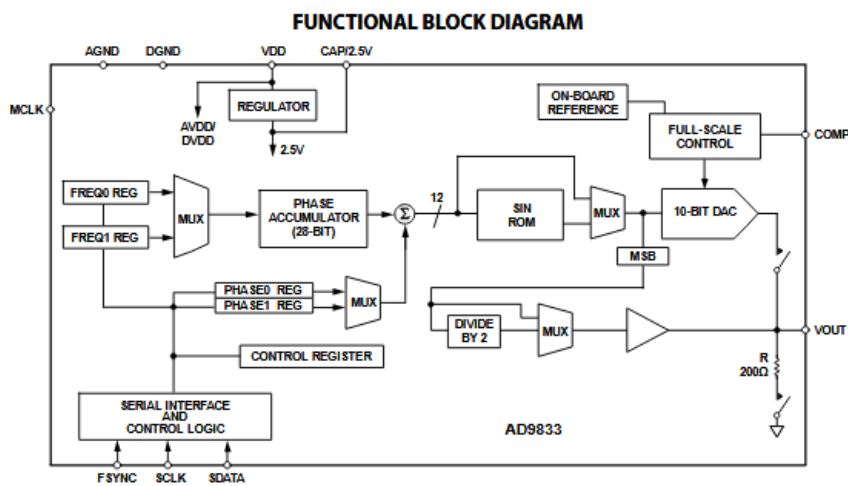 FUNCTIONAL BLOCK DIAGRAM
AGND
DGND
VDD
CAP/2.5V
MCLK
AVDD/
DVDD
REGULATOR
2.5V
ON-BOARD
REFERENCE
FULL-SCALE
CONTROL
COMP
FREQ0 REG
FREQ1 REG
MUX
PHASE
ACCUMULATOR
(28-BIT)
Σ
12
SIN
ROM
MUX
10-BIT DAC
MSB
PHASE0 REG
PHASE1 REG
MUX
DIVIDE
BY 2
MUX
VOUT
R
200Ω
CONTROL REGISTER
SERIAL INTERFACE
AND
CONTROL LOGIC
AD9833
FSYNC
SCLK
SDATA